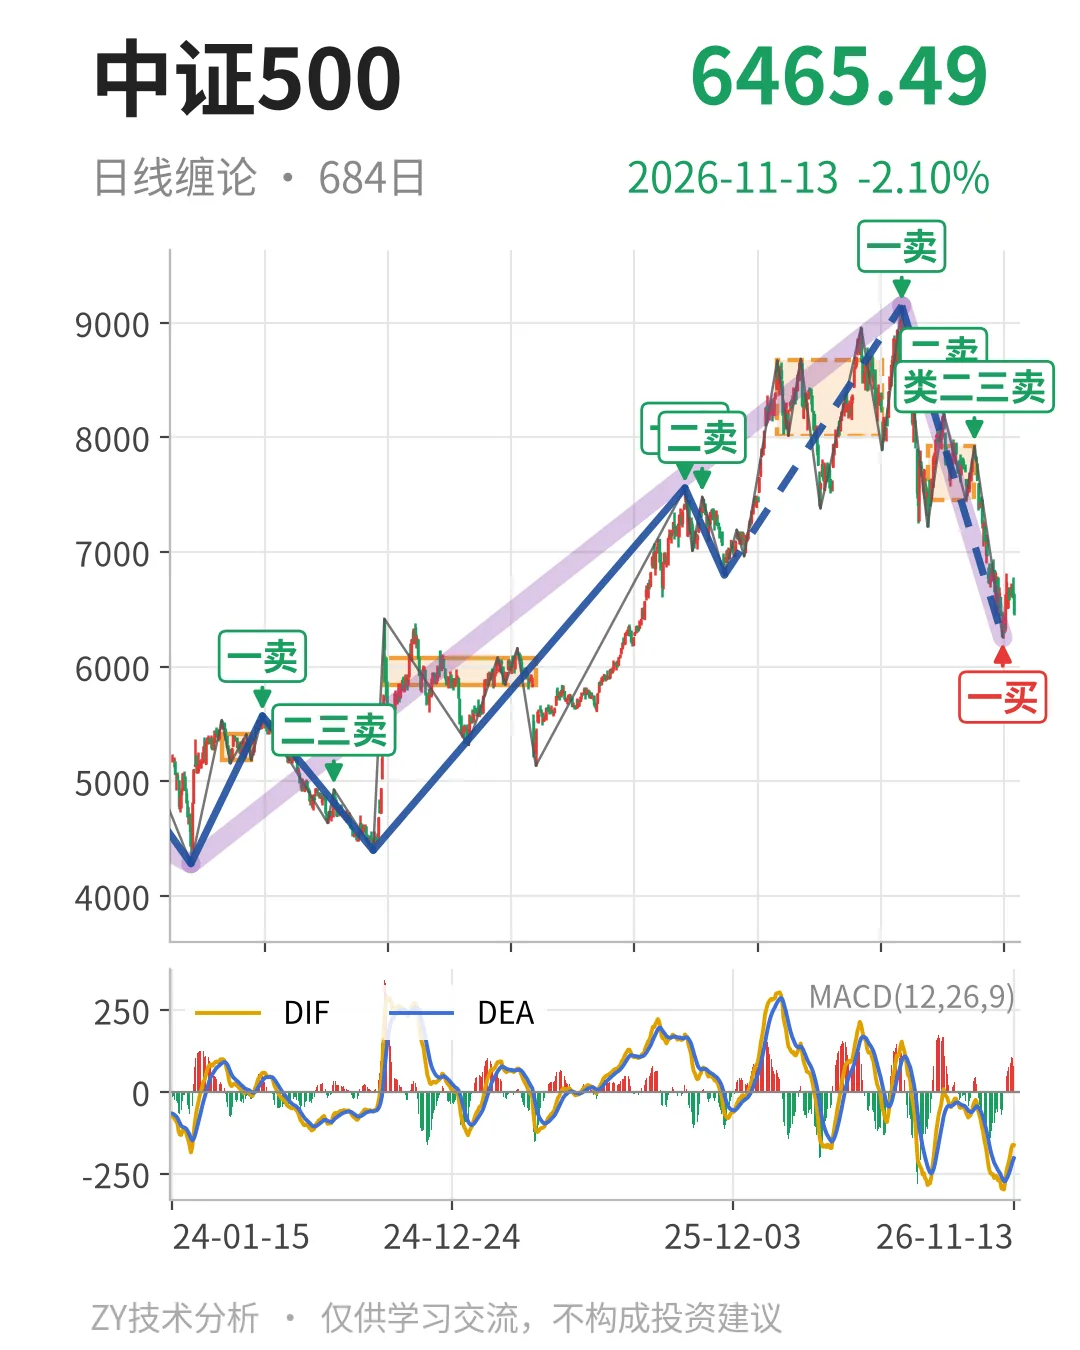 中证500
6465.49
日线缠论 • 684日
2026-11-13 -2.10%
一卖
9000
二卖
类二三卖
8000
二卖
7000
一卖
6000
一买
二三卖
5000
4000
DIF
DEA
MACD(12,26,9)
250
0
-250
24-01-15
24-12-24
25-12-03
26-11-13
ZY技术分析 • 仅供学习交流，不构成投资建议